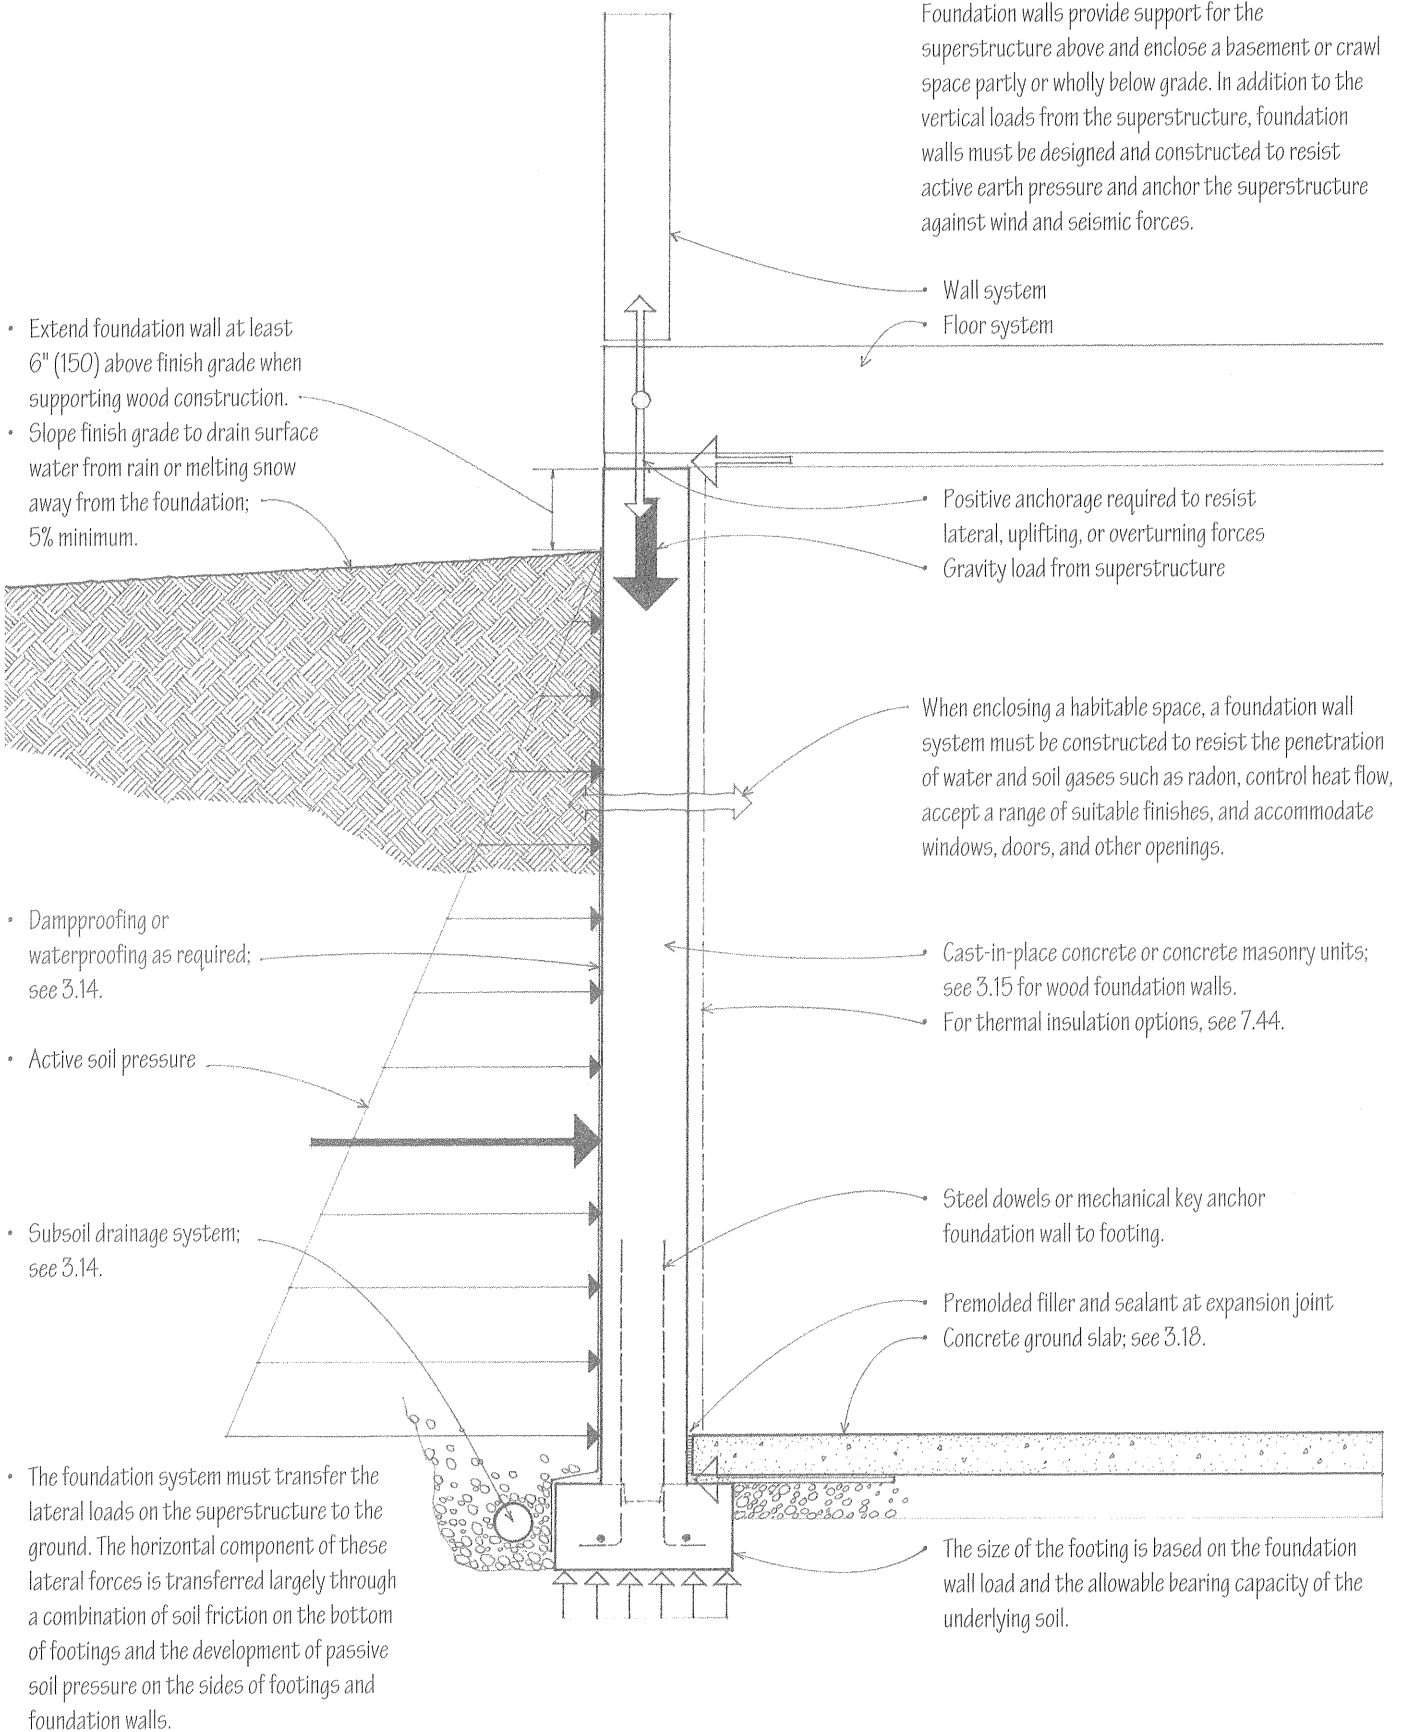 Foundation walls provide support for the
superstructure above and enclose a basement or crawl
space partly or wholly below grade. In addition to the
vertical loads from the superstructure, foundation
walls must be designed and constructed to resist
active earth pressure and anchor the superstructure
against wind and seismic forces.
• Wall system
• Floor system
• Extend foundation wall at least
6" (150) above finish grade when
supporting wood construction.
• Slope finish grade to drain surface
water from rain or melting snow
away from the foundation;
5% minimum.
• Positive anchorage required to resist
lateral, uplifting, or overturning forces
• Gravity load from superstructure
When enclosing a habitable space, a foundation wall
system must be constructed to resist the penetration
of water and soil gases such as radon, control heat flow,
accept a range of suitable finishes, and accommodate
windows, doors, and other openings.
• Dampproofing or
waterproofing as required;
see 3.14.
• Cast-in-place concrete or concrete masonry units;
see 3.15 for wood foundation walls.
• For thermal insulation options, see 7.44.
• Active soil pressure
• Steel dowels or mechanical key anchor
foundation wall to footing.
• Subsoil drainage system;
see 3.14.
• Premolded filler and sealant at expansion joint
• Concrete ground slab; see 3.18.
• The foundation system must transfer the
lateral loads on the superstructure to the
ground. The horizontal component of these
lateral forces is transferred largely through
a combination of soil friction on the bottom
of footings and the development of passive
soil pressure on the sides of footings and
foundation walls.
• The size of the footing is based on the foundation
wall load and the allowable bearing capacity of the
underlying soil.